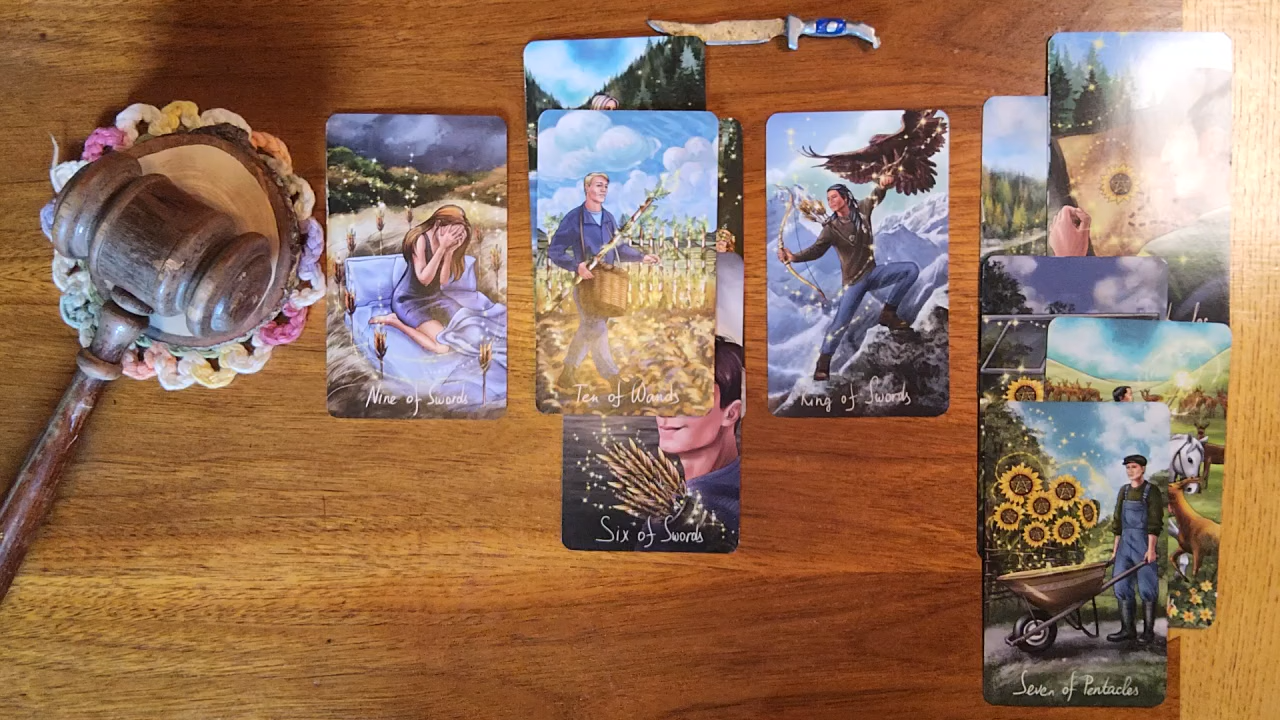 Nine of Swords
Ten of Wands
King of Swords
Six of Swords
Seven of Pentacles